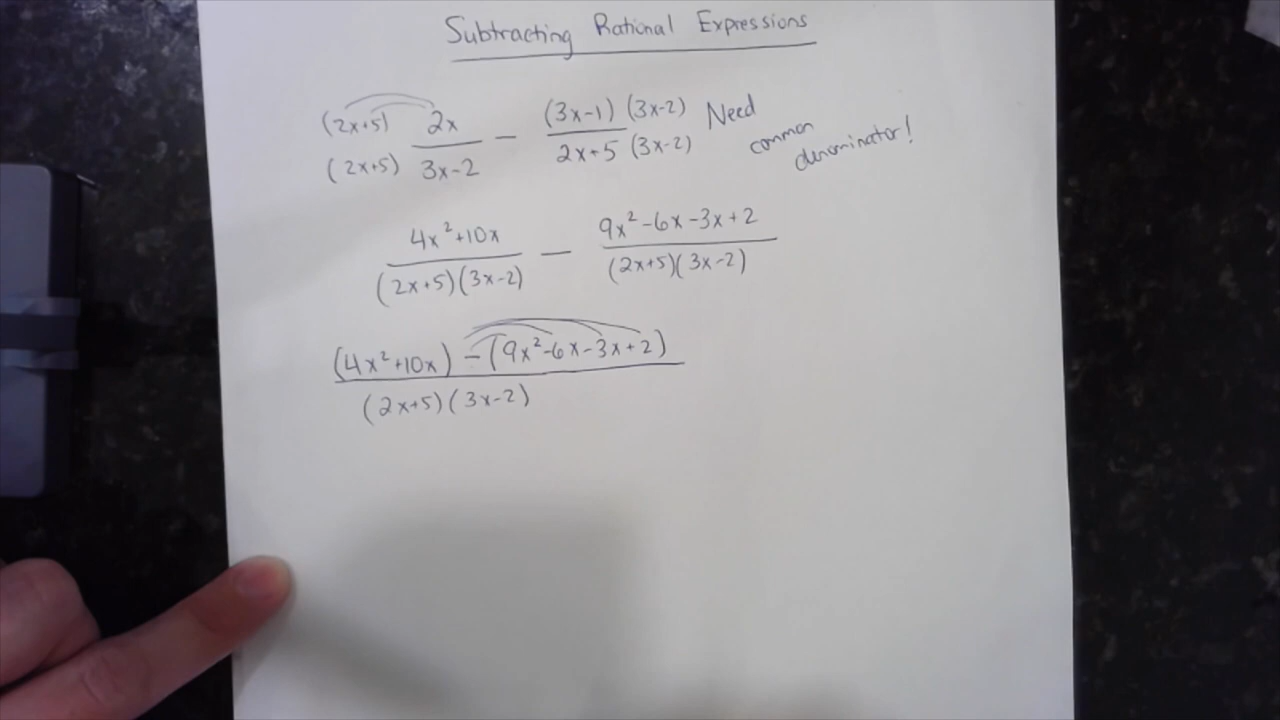 Subtracting Rational Expressions
(2x+5) 2x — (3x-1) (3x-2) Need
(2x+5) 3x-2 2x+5 (3x-2) common
denominator!
4x²+10x — 9x²-6x-3x+2
(2x+5)(3x-2) (2x+5)(3x-2)
(4x²+10x) -(9x²-6x-3x+2)
(2x+5)(3x-2)